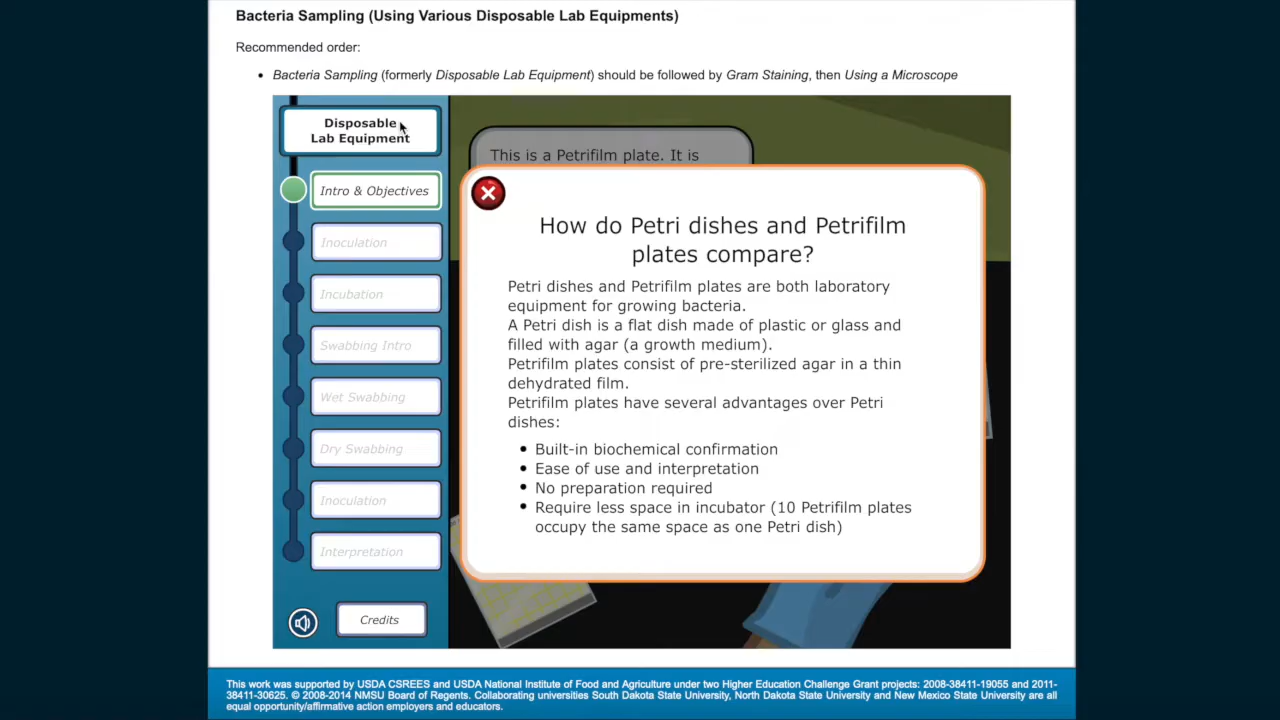 Bacteria Sampling (Using Various Disposable Lab Equipments)
Recommended order:
• Bacteria Sampling (formerly Disposable Lab Equipment) should be followed by Gram Staining, then Using a Microscope
Disposable
Lab Equipment
Intro & Objectives
Inoculation
Incubation
Swabbing Intro
Wet Swabbing
Dry Swabbing
Inoculation
Interpretation
Credits
This is a Petrifilm plate. It is
How do Petri dishes and Petrifilm
plates compare?
Petri dishes and Petrifilm plates are both laboratory
equipment for growing bacteria.
A Petri dish is a flat dish made of plastic or glass and
filled with agar (a growth medium).
Petrifilm plates consist of pre-sterilized agar in a thin
dehydrated film.
Petrifilm plates have several advantages over Petri
dishes:
• Built-in biochemical confirmation
• Ease of use and interpretation
• No preparation required
• Require less space in incubator (10 Petrifilm plates
occupy the same space as one Petri dish)
This work was supported by USDA CSREES and USDA National Institute of Food and Agriculture under two Higher Education Challenge Grant projects: 2008-38411-19055 and 2011-
38411-30625. © 2008-2014 NMSU Board of Regents. Collaborating universities South Dakota State University, North Dakota State University and New Mexico State University are all
equal opportunity/affirmative action employers and educators.